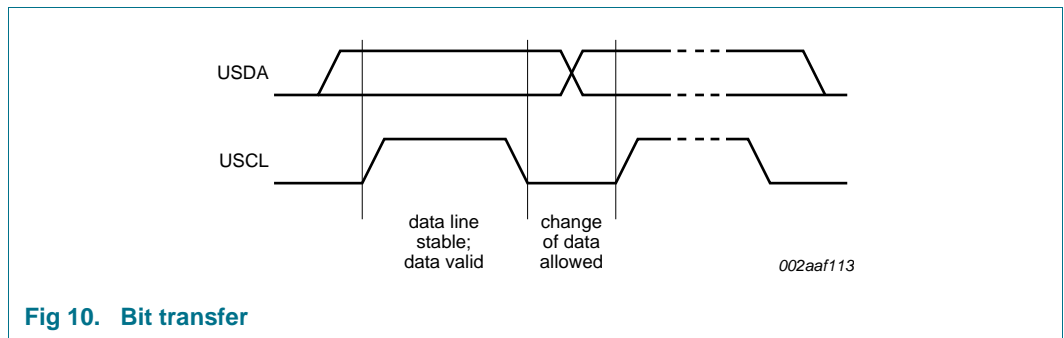 USDA
USCL
data line
stable;
data valid
change
of data
allowed
002aaf113
Fig 10. Bit transfer